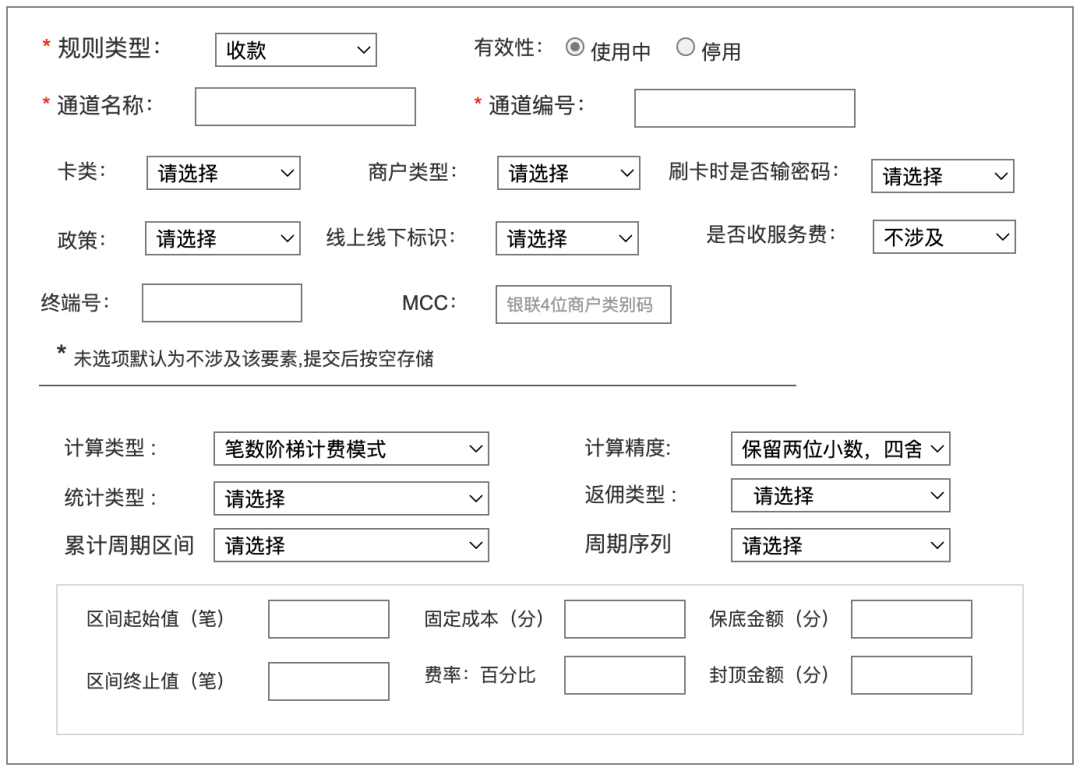 * 规则类型： 收款 有效性： 使用中 停用
* 通道名称： * 通道编号：
卡类： 请选择 商户类型： 请选择 刷卡时是否输密码： 请选择
政策： 请选择 线上线下标识： 请选择 是否收服务费： 不涉及
终端号： MCC： 银联4位商户类别码
* 未选项默认为不涉及该要素,提交后按空存储
计算类型 : 笔数阶梯计费模式 计算精度: 保留两位小数，四舍
统计类型 : 请选择 返佣类型 : 请选择
累计周期区间 请选择 周期序列 请选择
区间起始值（笔） 固定成本（分） 保底金额（分）
区间终止值（笔） 费率：百分比 封顶金额（分）